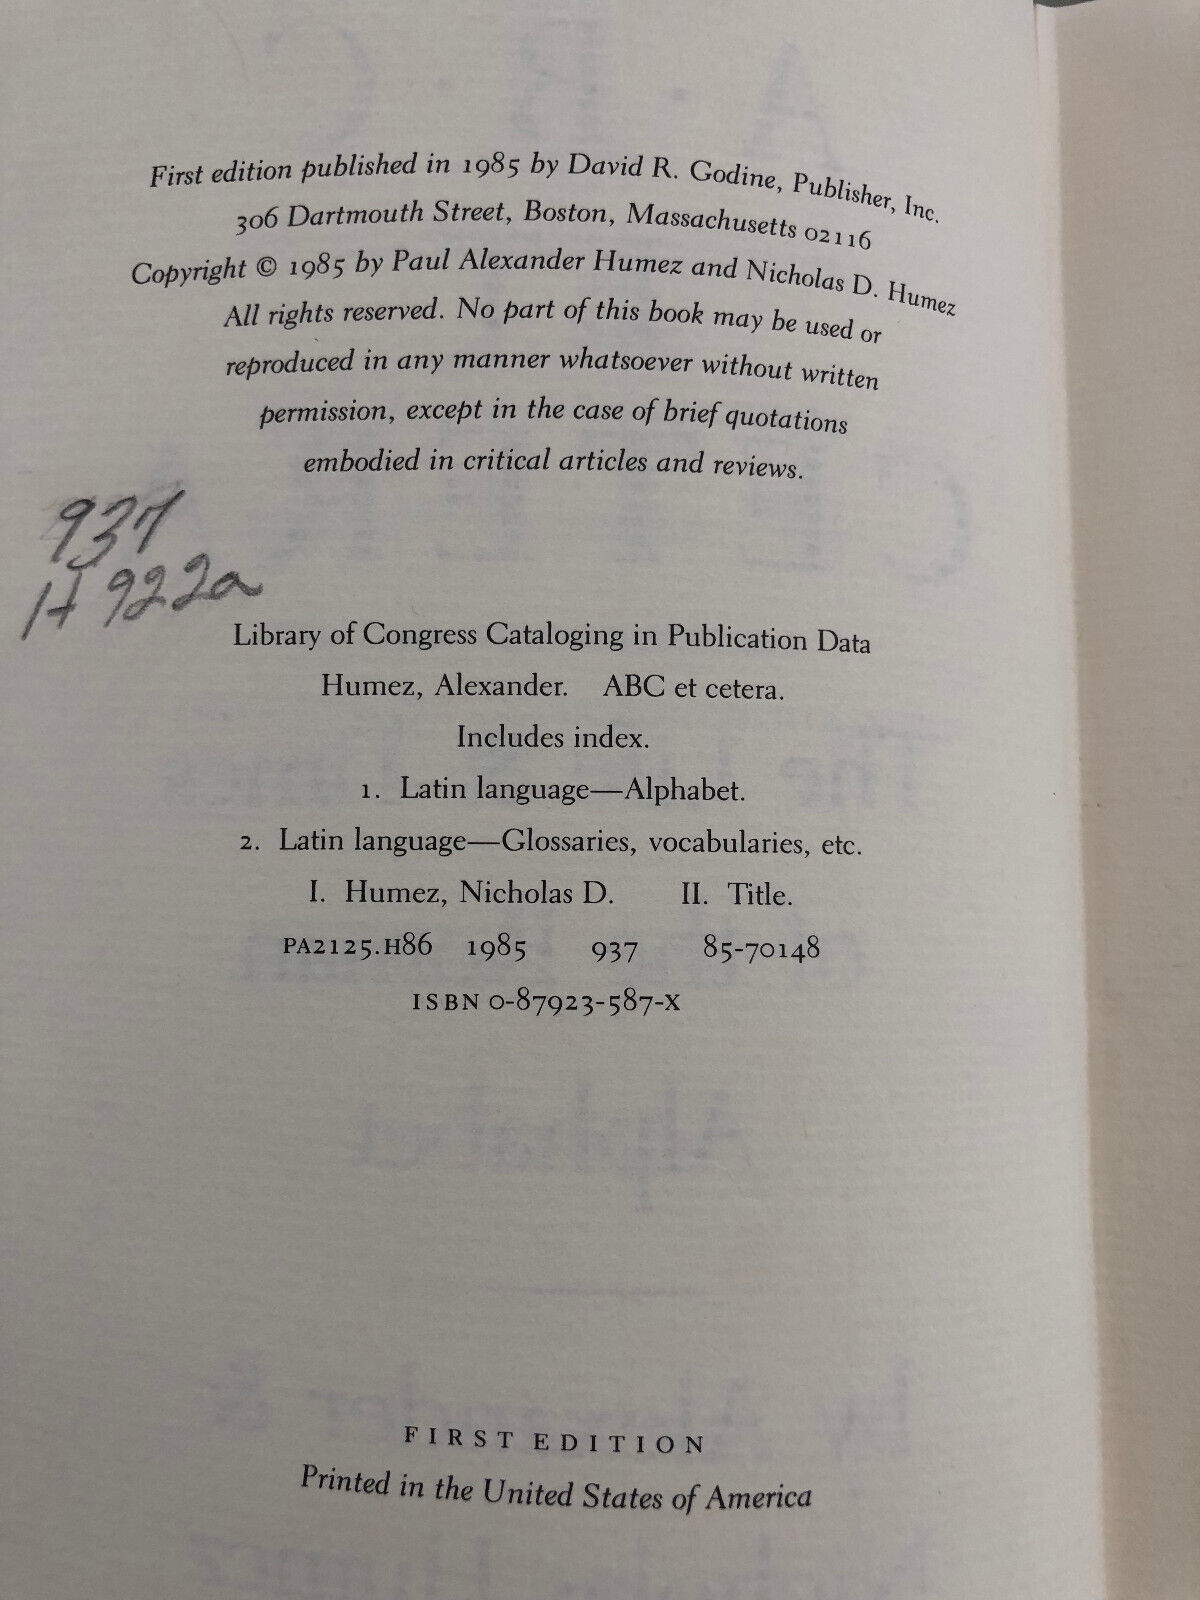 First edition published in 1985 by David R. Godine, Publisher, Inc.
306 Dartmouth Street, Boston, Massachusetts 02116
Copyright © 1985 by Paul Alexander Humez and Nicholas D. Humez
All rights reserved. No part of this book may be used or
reproduced in any manner whatsoever without written
permission, except in the case of brief quotations
embodied in critical articles and reviews.
937
H922a
Library of Congress Cataloging in Publication Data
Humez, Alexander. ABC et cetera.
Includes index.
1. Latin language—Alphabet.
2. Latin language—Glossaries, vocabularies, etc.
I. Humez, Nicholas D. II. Title.
PA2125.H86 1985 937 85-70148
ISBN 0-87923-587-X
FIRST EDITION
Printed in the United States of America